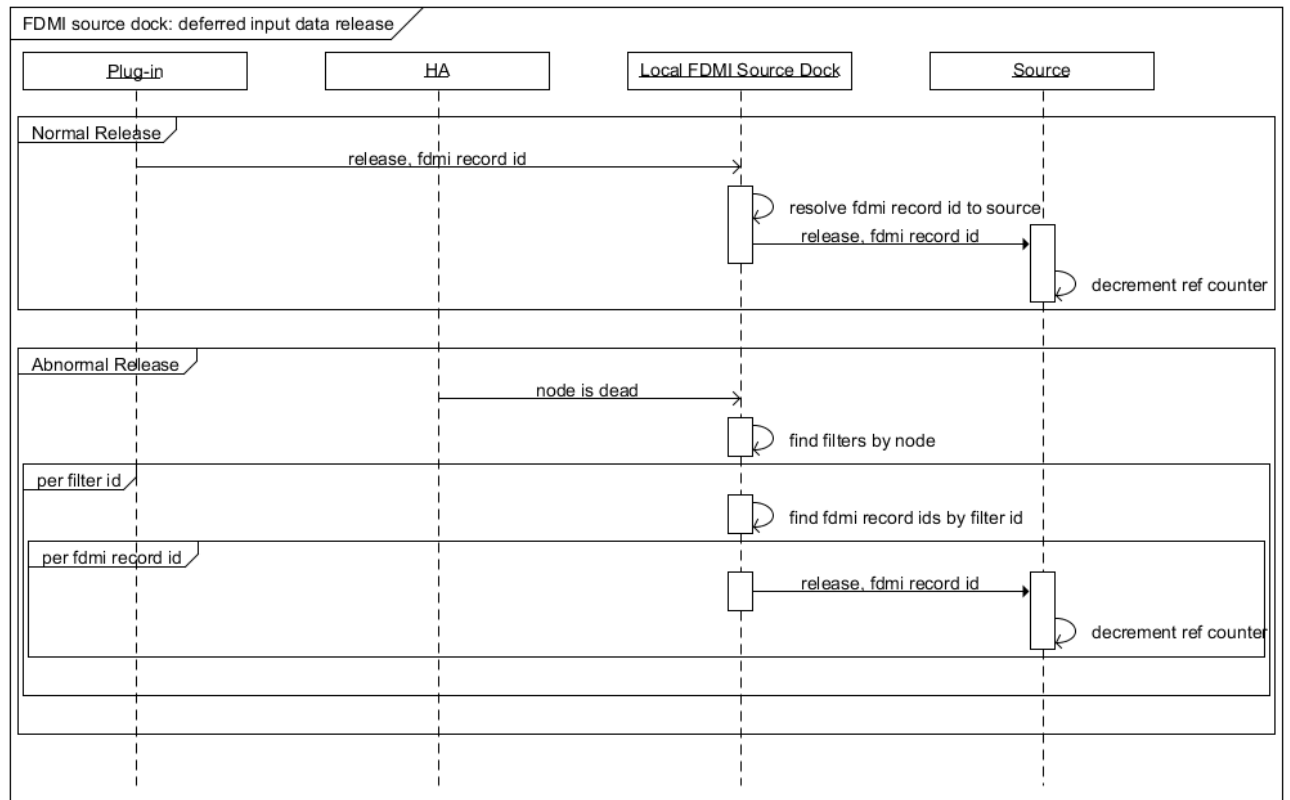 FDMI source dock: deferred input data release
Plug-in
HA
Local FDMI Source Dock
Source
Normal Release
release, fdmi record id
resolve fdmi record id to source
release, fdmi record id
decrement ref counter
Abnormal Release
node is dead
find filters by node
per filter id
find fdmi record ids by filter id
per fdmi record id
release, fdmi record id
decrement ref counter